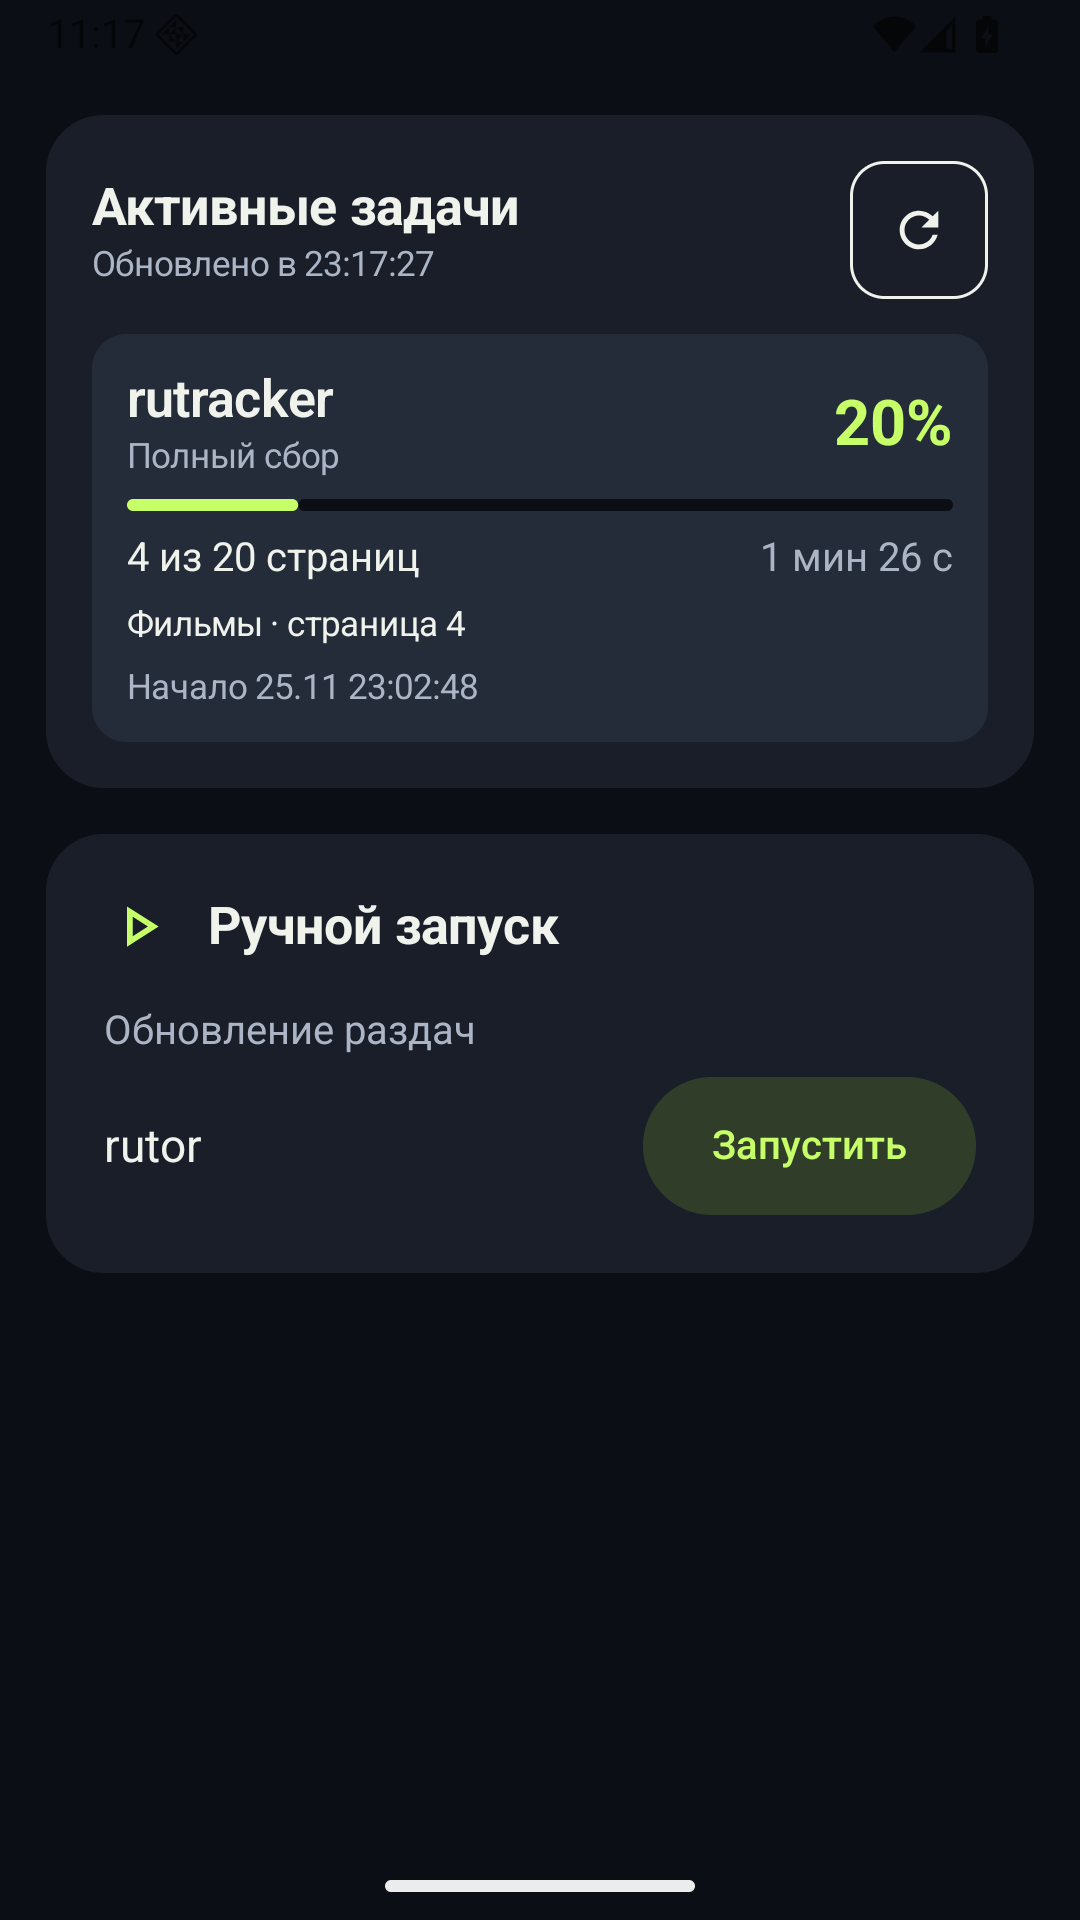 11:17
Активные задачи
Обновлено в 23:17:27
rutracker
20%
Полный сбор
4 из 20 страниц
1 мин 26 с
Фильмы · страница 4
Начало 25.11 23:02:48
Ручной запуск
Обновление раздач
rutor
Запустить